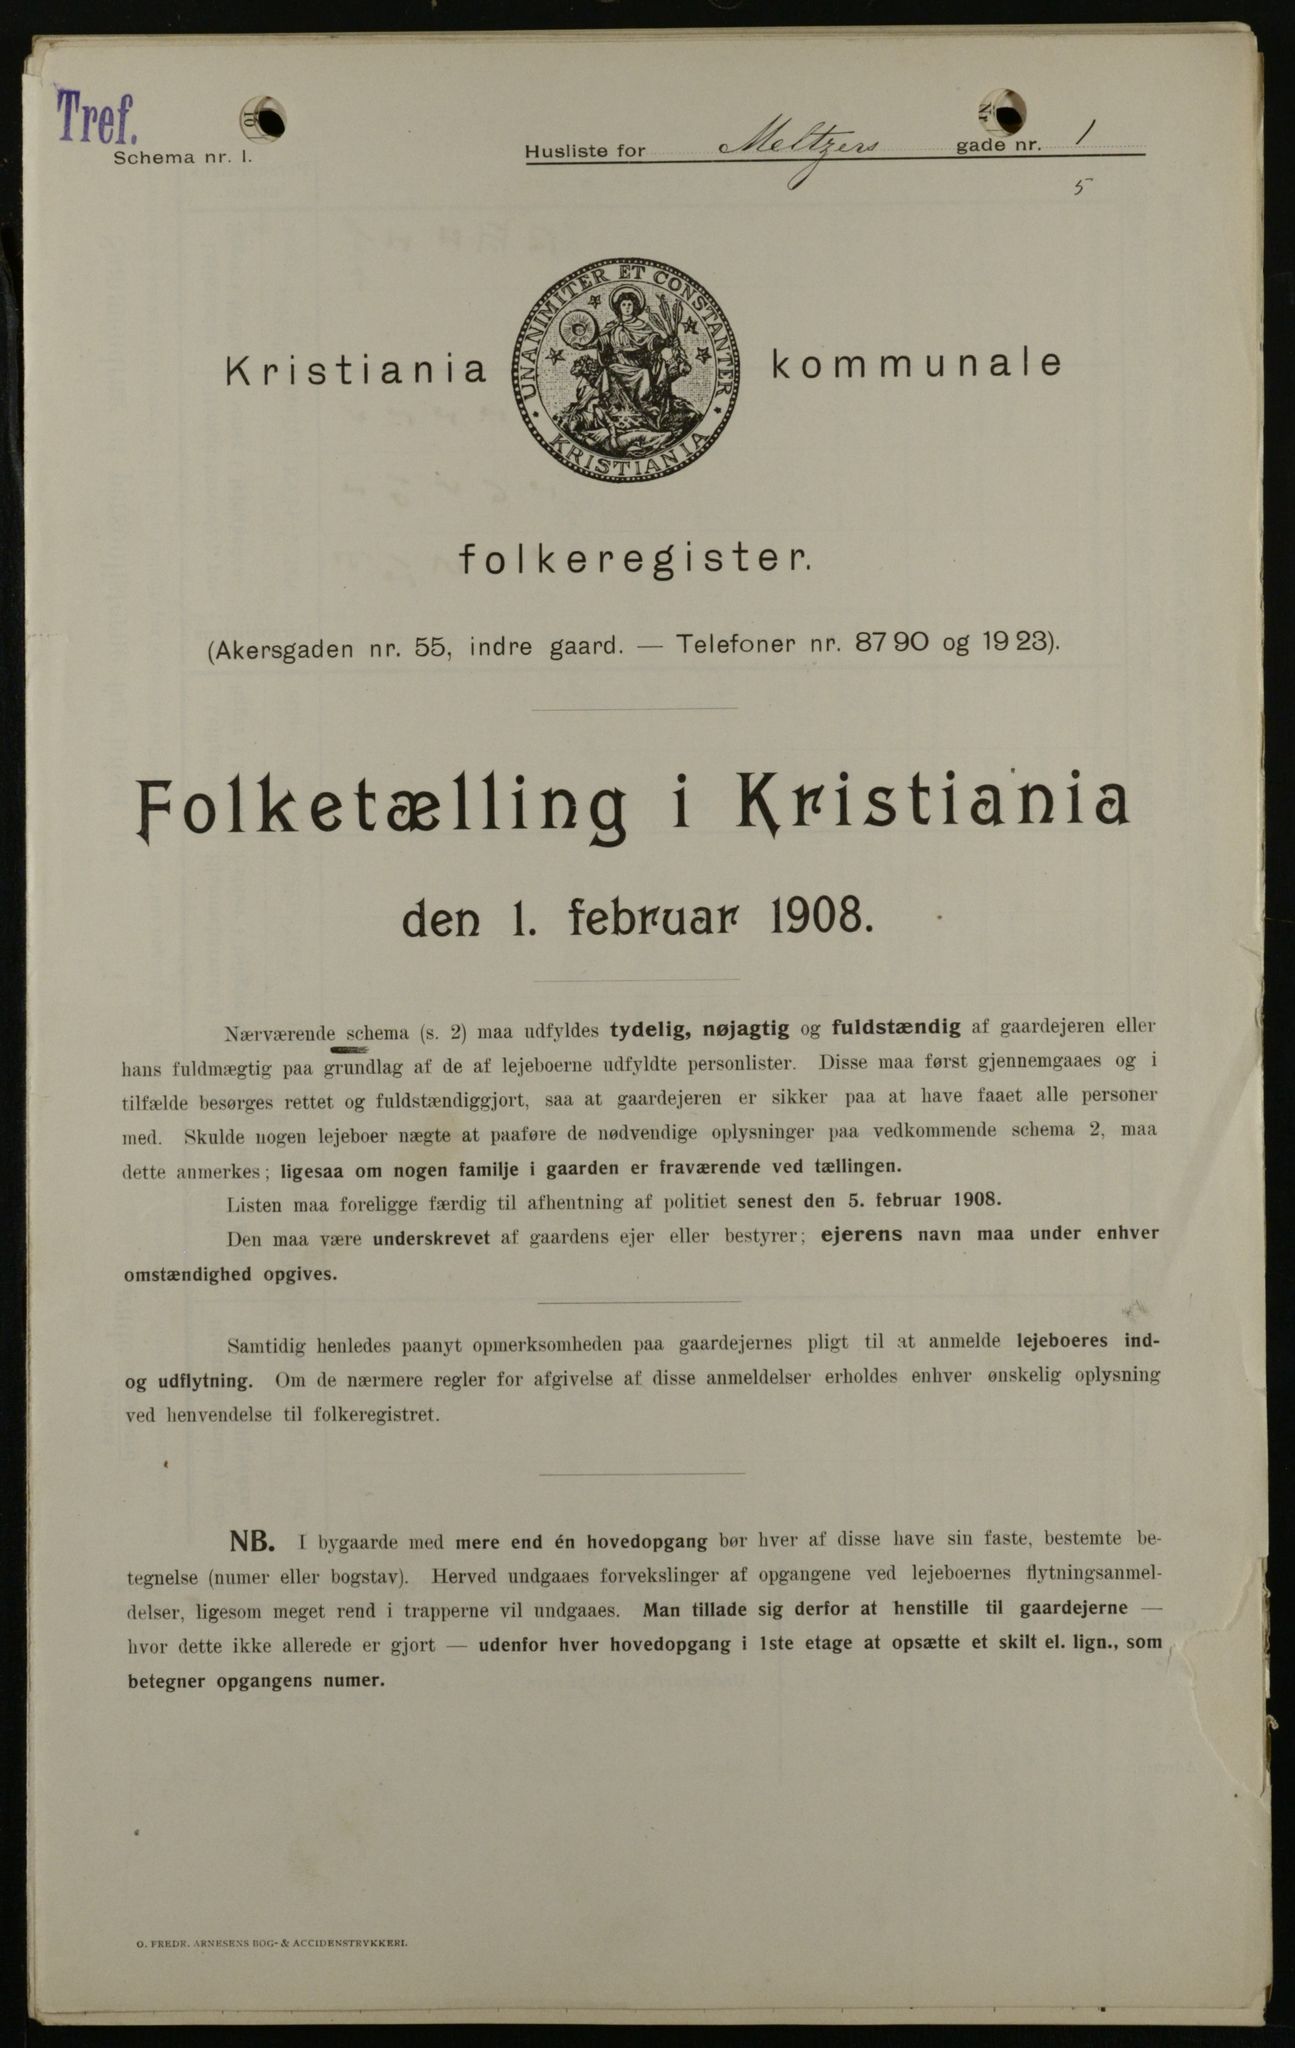 Tref.
Schema nr. 1.
Husliste for Meltzers gade nr. 1
5
UNANIMITER ET CONSTANTER
KRISTIANIA
Kristiania kommunale
folkeregister.
(Akersgaden nr. 55, indre gaard. — Telefoner nr. 8790 og 1923).
Folketælling i Kristiania
den 1. februar 1908.
Nærværende schema (s. 2) maa udfyldes tydelig, nøjagtig og fuldstændig af gaardejeren eller
hans fuldmægtig paa grundlag af de af lejeboerne udfyldte personlister. Disse maa først gjennemgaaes og i
tilfælde besørges rettet og fuldstændiggjort, saa at gaardejeren er sikker paa at have faaet alle personer
med. Skulde nogen lejeboer nægte at paaføre de nødvendige oplysninger paa vedkommende schema 2, maa
dette anmerkes; ligesaa om nogen familje i gaarden er fraværende ved tællingen.
Listen maa foreligge færdig til afhentning af politiet senest den 5. februar 1908.
Den maa være underskrevet af gaardens ejer eller bestyrer; ejerens navn maa under enhver
omstændighed opgives.
Samtidig henledes paanyt opmerksomheden paa gaardejernes pligt til at anmelde lejeboeres ind-
og udflytning. Om de nærmere regler for afgivelse af disse anmeldelser erholdes enhver ønskelig oplysning
ved henvendelse til folkeregistret.
NB. I bygaarde med mere end én hovedopgang bør hver af disse have sin faste, bestemte be-
tegnelse (numer eller bogstav). Herved undgaaes forvekslinger af opgangene ved lejeboernes flytningsanmel-
delser, ligesom meget rend i trapperne vil undgaaes. Man tillade sig derfor at henstille til gaardejerne —
hvor dette ikke allerede er gjort — udenfor hver hovedopgang i 1ste etage at opsætte et skilt el. lign., som
betegner opgangens numer.
O. FREDR. ARNESENS BOG- & ACCIDENSTRYKKERI.